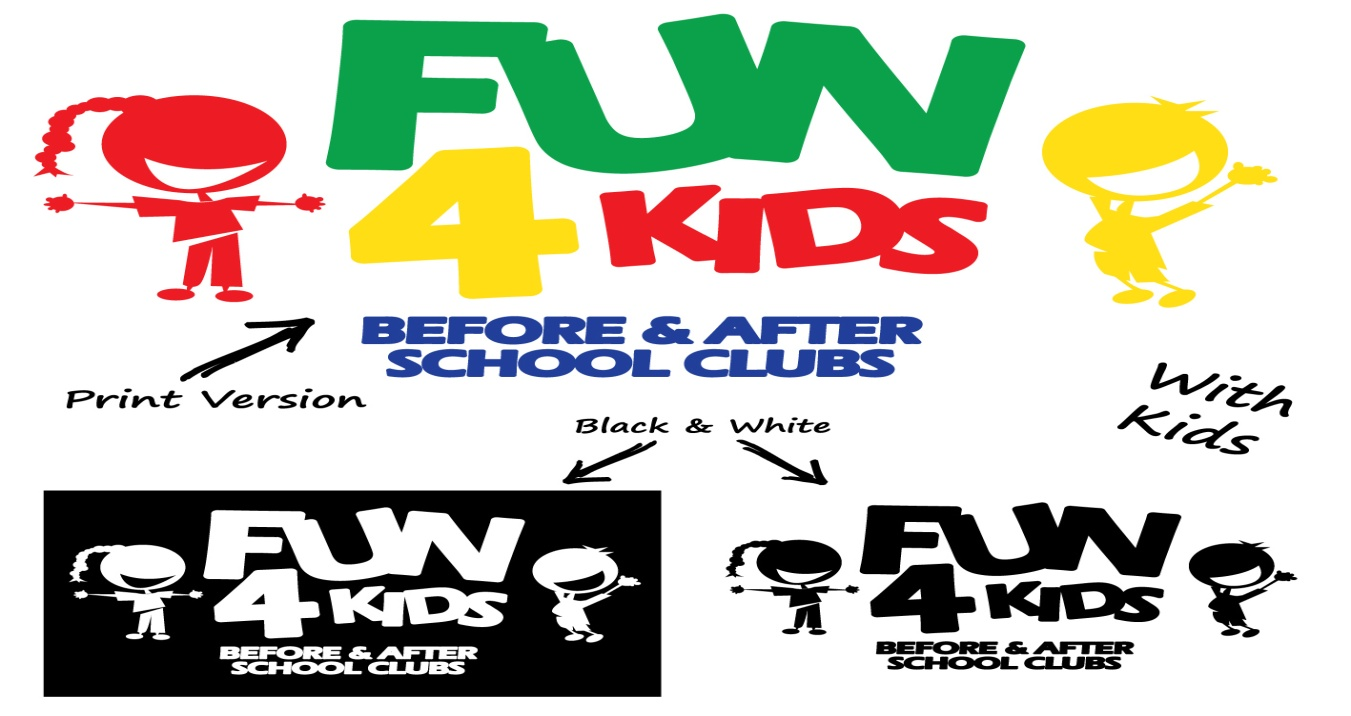 FUN
4 KIDS
BEFORE & AFTER
SCHOOL CLUBS
Print Version
With
Kids
Black & White
FUN
4 KIDS
BEFORE & AFTER
SCHOOL CLUBS
FUN
4 KIDS
BEFORE & AFTER
SCHOOL CLUBS